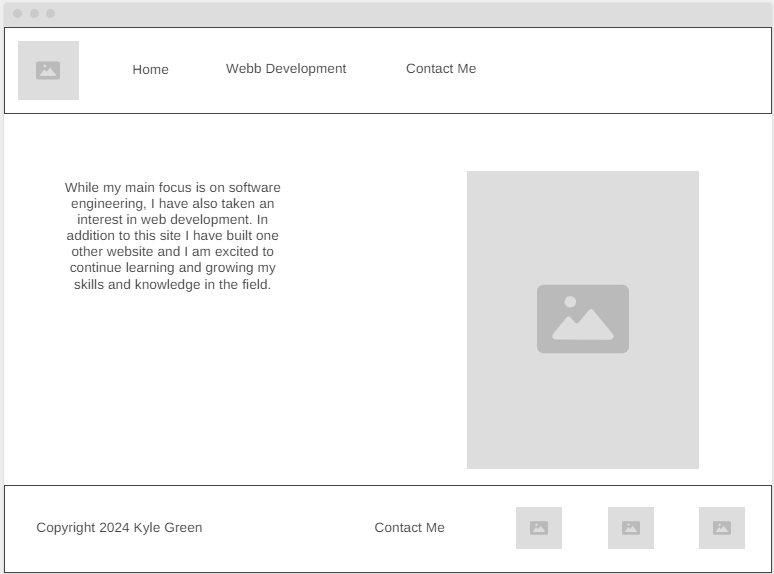 Home
Webb Development
Contact Me
While my main focus is on software
engineering, I have also taken an
interest in web development. In
addition to this site I have built one
other website and I am excited to
continue learning and growing my
skills and knowledge in the field.
Copyright 2024 Kyle Green
Contact Me